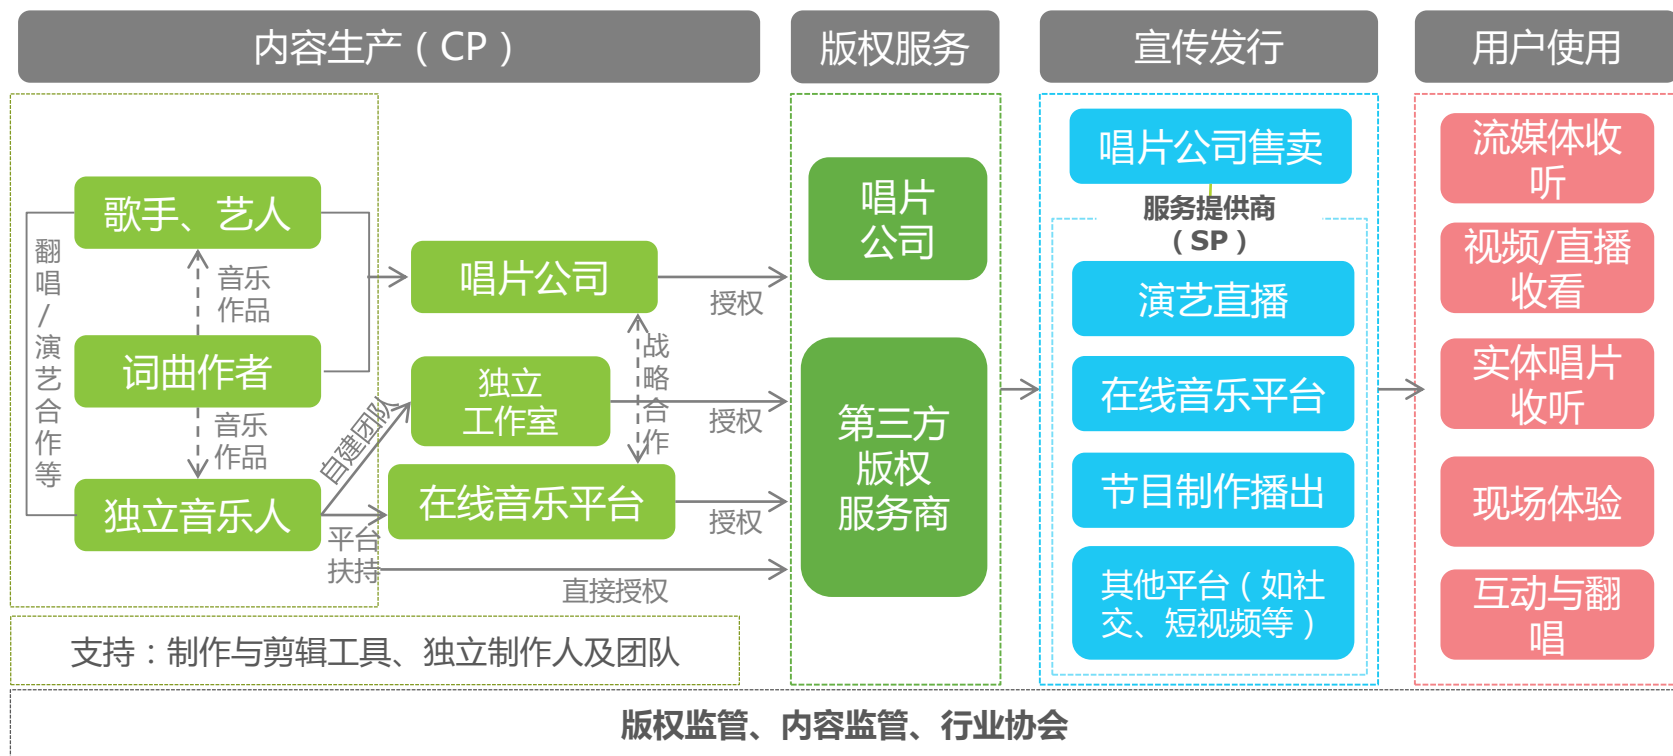 内容生产（CP）
版权服务
宣传发行
用户使用
歌手、艺人
词曲作者
独立音乐人
翻
唱
/
演
艺
合
作
等
音乐
作品
音乐
作品
自建团队
平台
扶持
唱片公司
独立
工作室
在线音乐平台
战
略
合
作
授权
授权
授权
直接授权
支持：制作与剪辑工具、独立制作人及团队
唱片
公司
第三方
版权
服务商
唱片公司售卖
服务提供商
（SP）
演艺直播
在线音乐平台
节目制作播出
其他平台（如社
交、短视频等）
流媒体收
听
视频/直播
收看
实体唱片
收听
现场体验
互动与翻
唱
版权监管、内容监管、行业协会